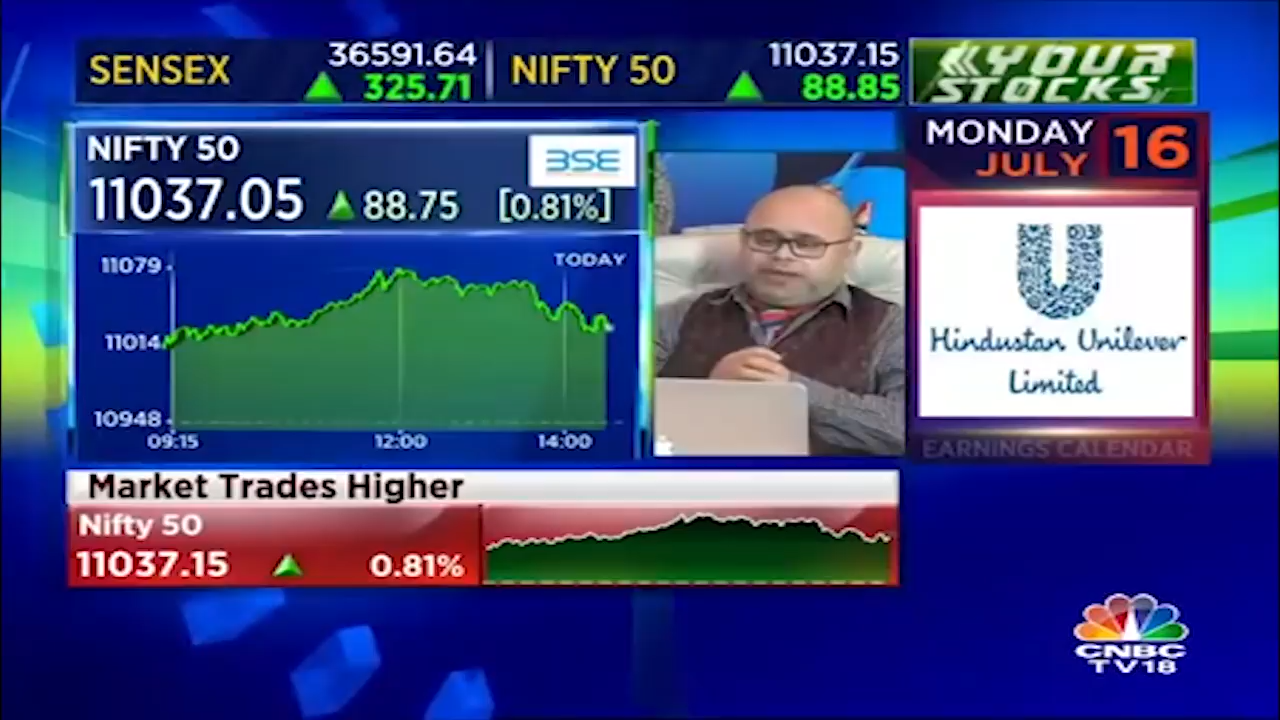 SENSEX
36591.64
325.71
NIFTY 50
11037.15
88.85
YOUR
STOCKS
NIFTY 50
BSE
11037.05 88.75 [0.81%]
TODAY
11079
11014
10948
09:15 12:00 14:00
MONDAY
JULY 16
Hindustan Unilever
Limited
EARNINGS CALENDAR
Market Trades Higher
Nifty 50
11037.15 0.81%
CNBC
TV18